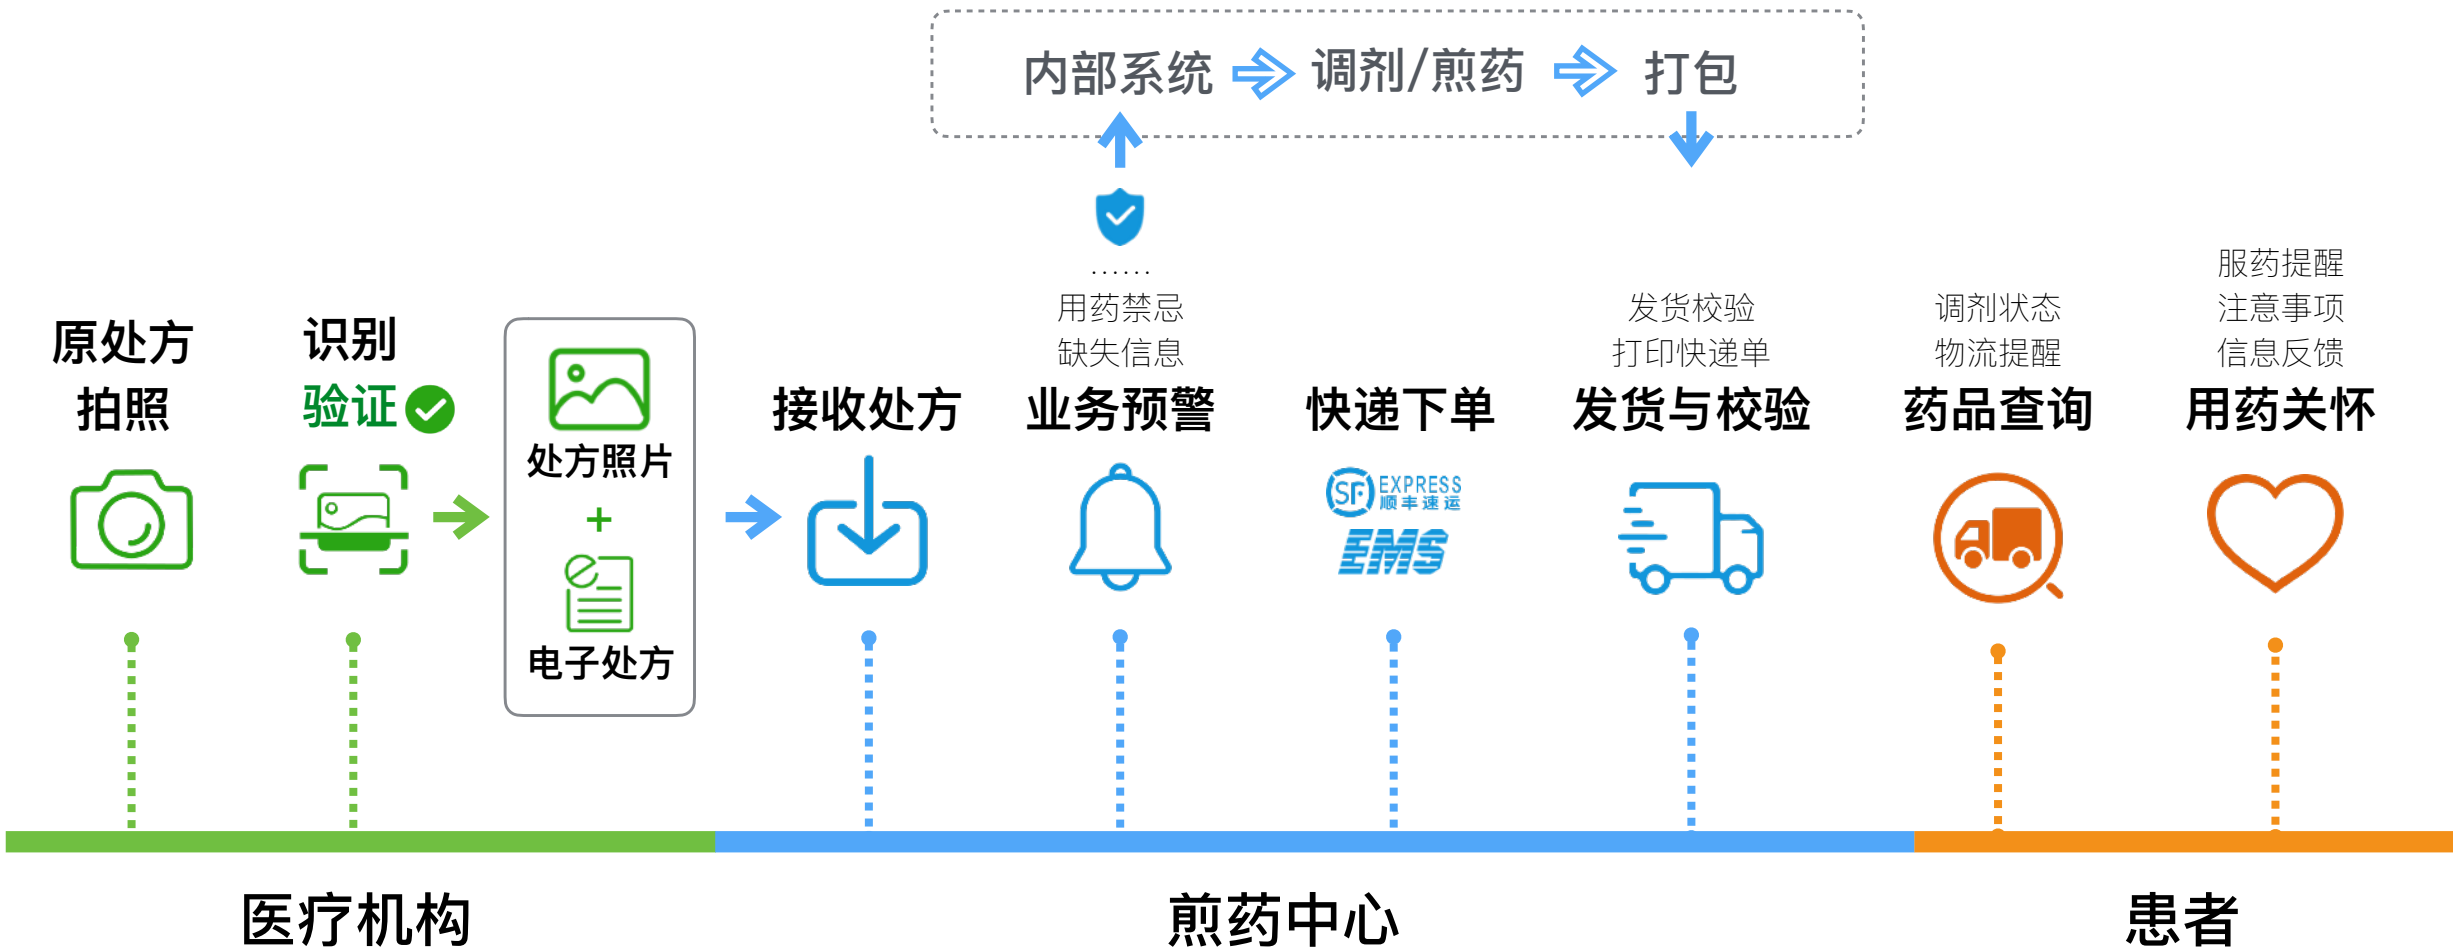 内部系统
调剂/煎药
打包
原处方
拍照
识别
验证
处方照片
+
电子处方
接收处方
……
用药禁忌
缺失信息
业务预警
快递下单
SF EXPRESS
顺丰速运
EMS
发货校验
打印快递单
发货与校验
调剂状态
物流提醒
药品查询
服药提醒
注意事项
信息反馈
用药关怀
医疗机构
煎药中心
患者